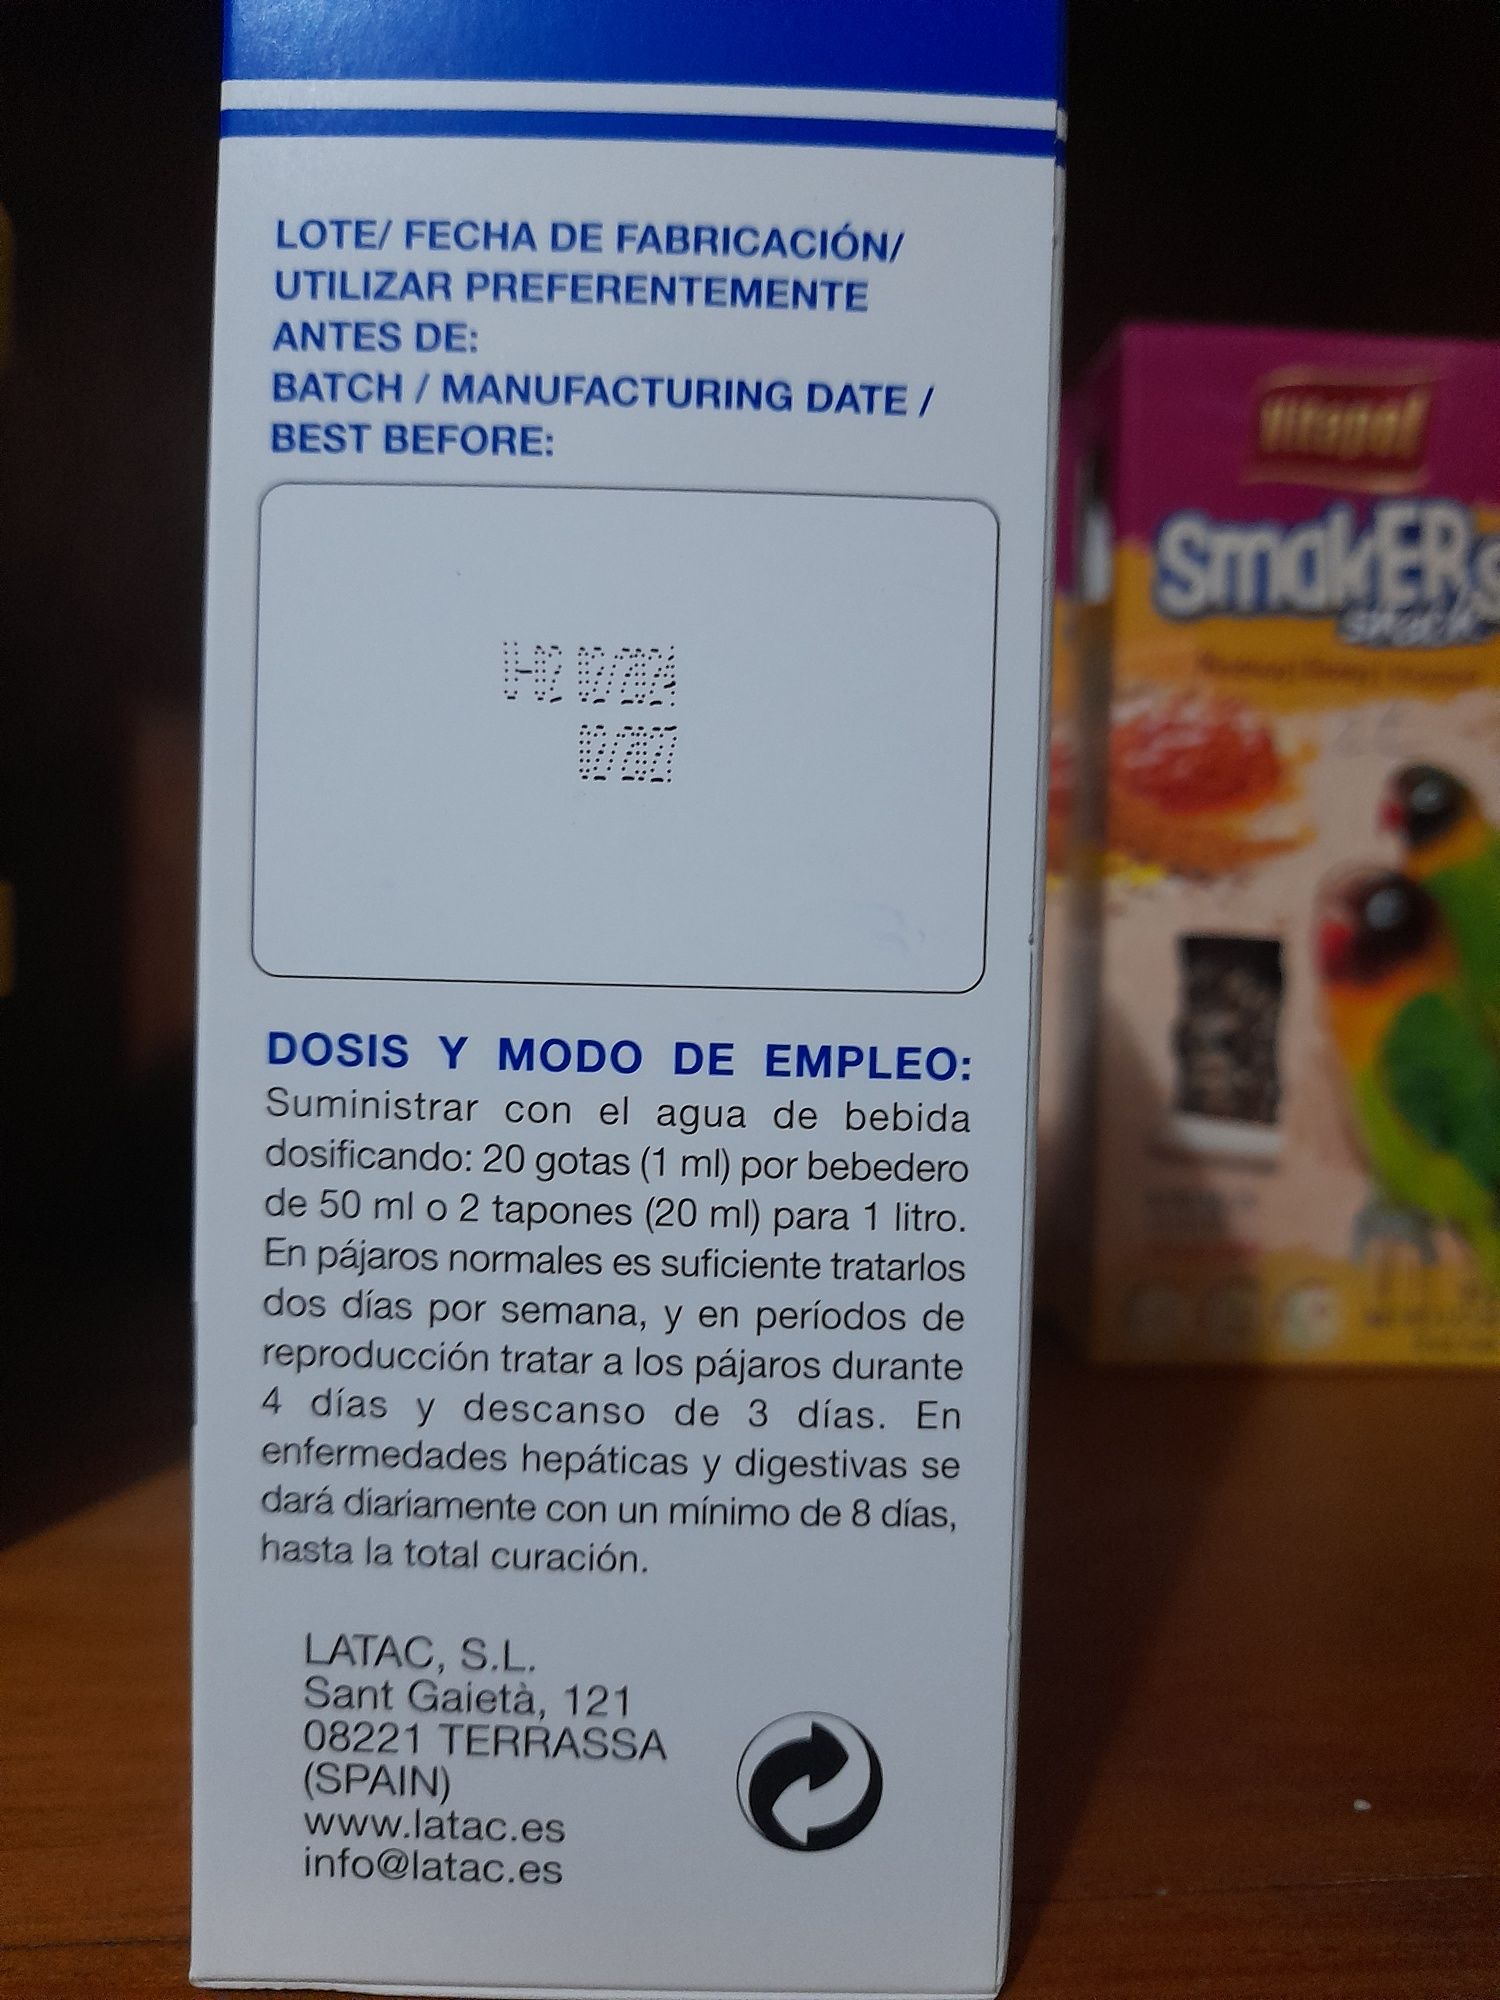 LOTE/ FECHA DE FABRICACIÓN/
UTILIZAR PREFERENTEMENTE
ANTES DE:
BATCH / MANUFACTURING DATE /
BEST BEFORE:
DOSIS Y MODO DE EMPLEO:
Suministrar con el agua de bebida
dosificando: 20 gotas (1 ml) por bebedero
de 50 ml o 2 tapones (20 ml) para 1 litro.
En pájaros normales es suficiente tratarlos
dos días por semana, y en períodos de
reproducción tratar a los pájaros durante
4 días y descanso de 3 días. En
enfermedades hepáticas y digestivas se
dará diariamente con un mínimo de 8 días,
hasta la total curación.
LATAC, S.L.
Sant Gaietà, 121
08221 TERRASSA
(SPAIN)
www.latac.es
info@latac.es
vitapol
SmakERs
snack